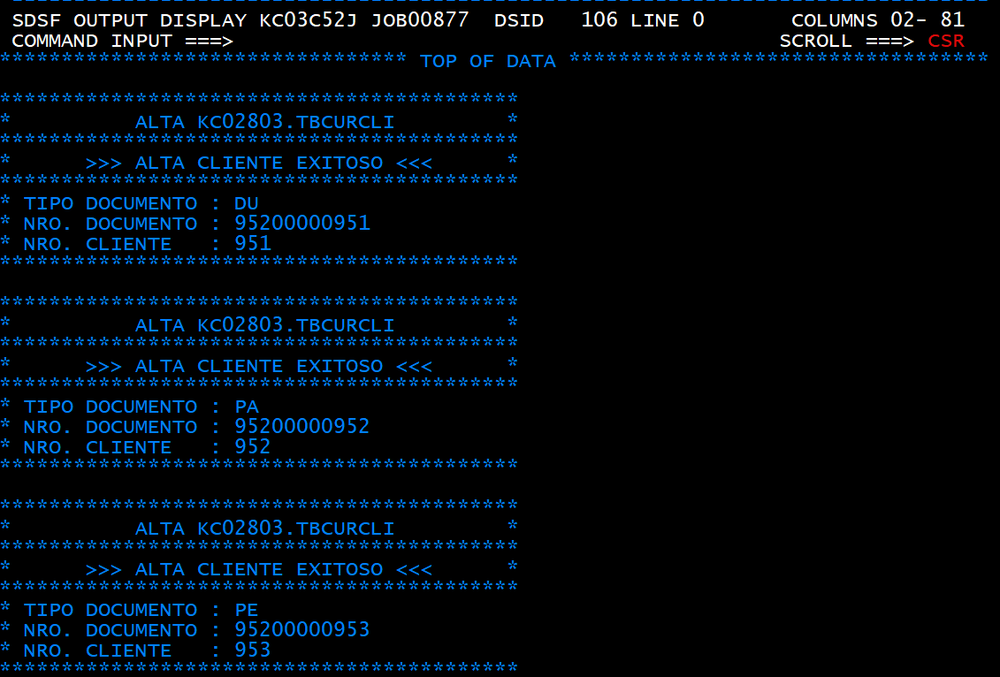 SDSF OUTPUT DISPLAY KC03C52J JOB00877  DSID   106 LINE 0       COLUMNS 02- 81
COMMAND INPUT ===>                                            SCROLL ===> CSR
********************************* TOP OF DATA **********************************
******************************************
*          ALTA KC02803.TBCURCLI         *
******************************************
*      >>> ALTA CLIENTE EXITOSO <<<      *
******************************************
* TIPO DOCUMENTO : DU
* NRO. DOCUMENTO : 95200000951
* NRO. CLIENTE   : 951
******************************************
******************************************
*          ALTA KC02803.TBCURCLI         *
******************************************
*      >>> ALTA CLIENTE EXITOSO <<<      *
******************************************
* TIPO DOCUMENTO : PA
* NRO. DOCUMENTO : 95200000952
* NRO. CLIENTE   : 952
******************************************
******************************************
*          ALTA KC02803.TBCURCLI         *
******************************************
*      >>> ALTA CLIENTE EXITOSO <<<      *
******************************************
* TIPO DOCUMENTO : PE
* NRO. DOCUMENTO : 95200000953
* NRO. CLIENTE   : 953
******************************************